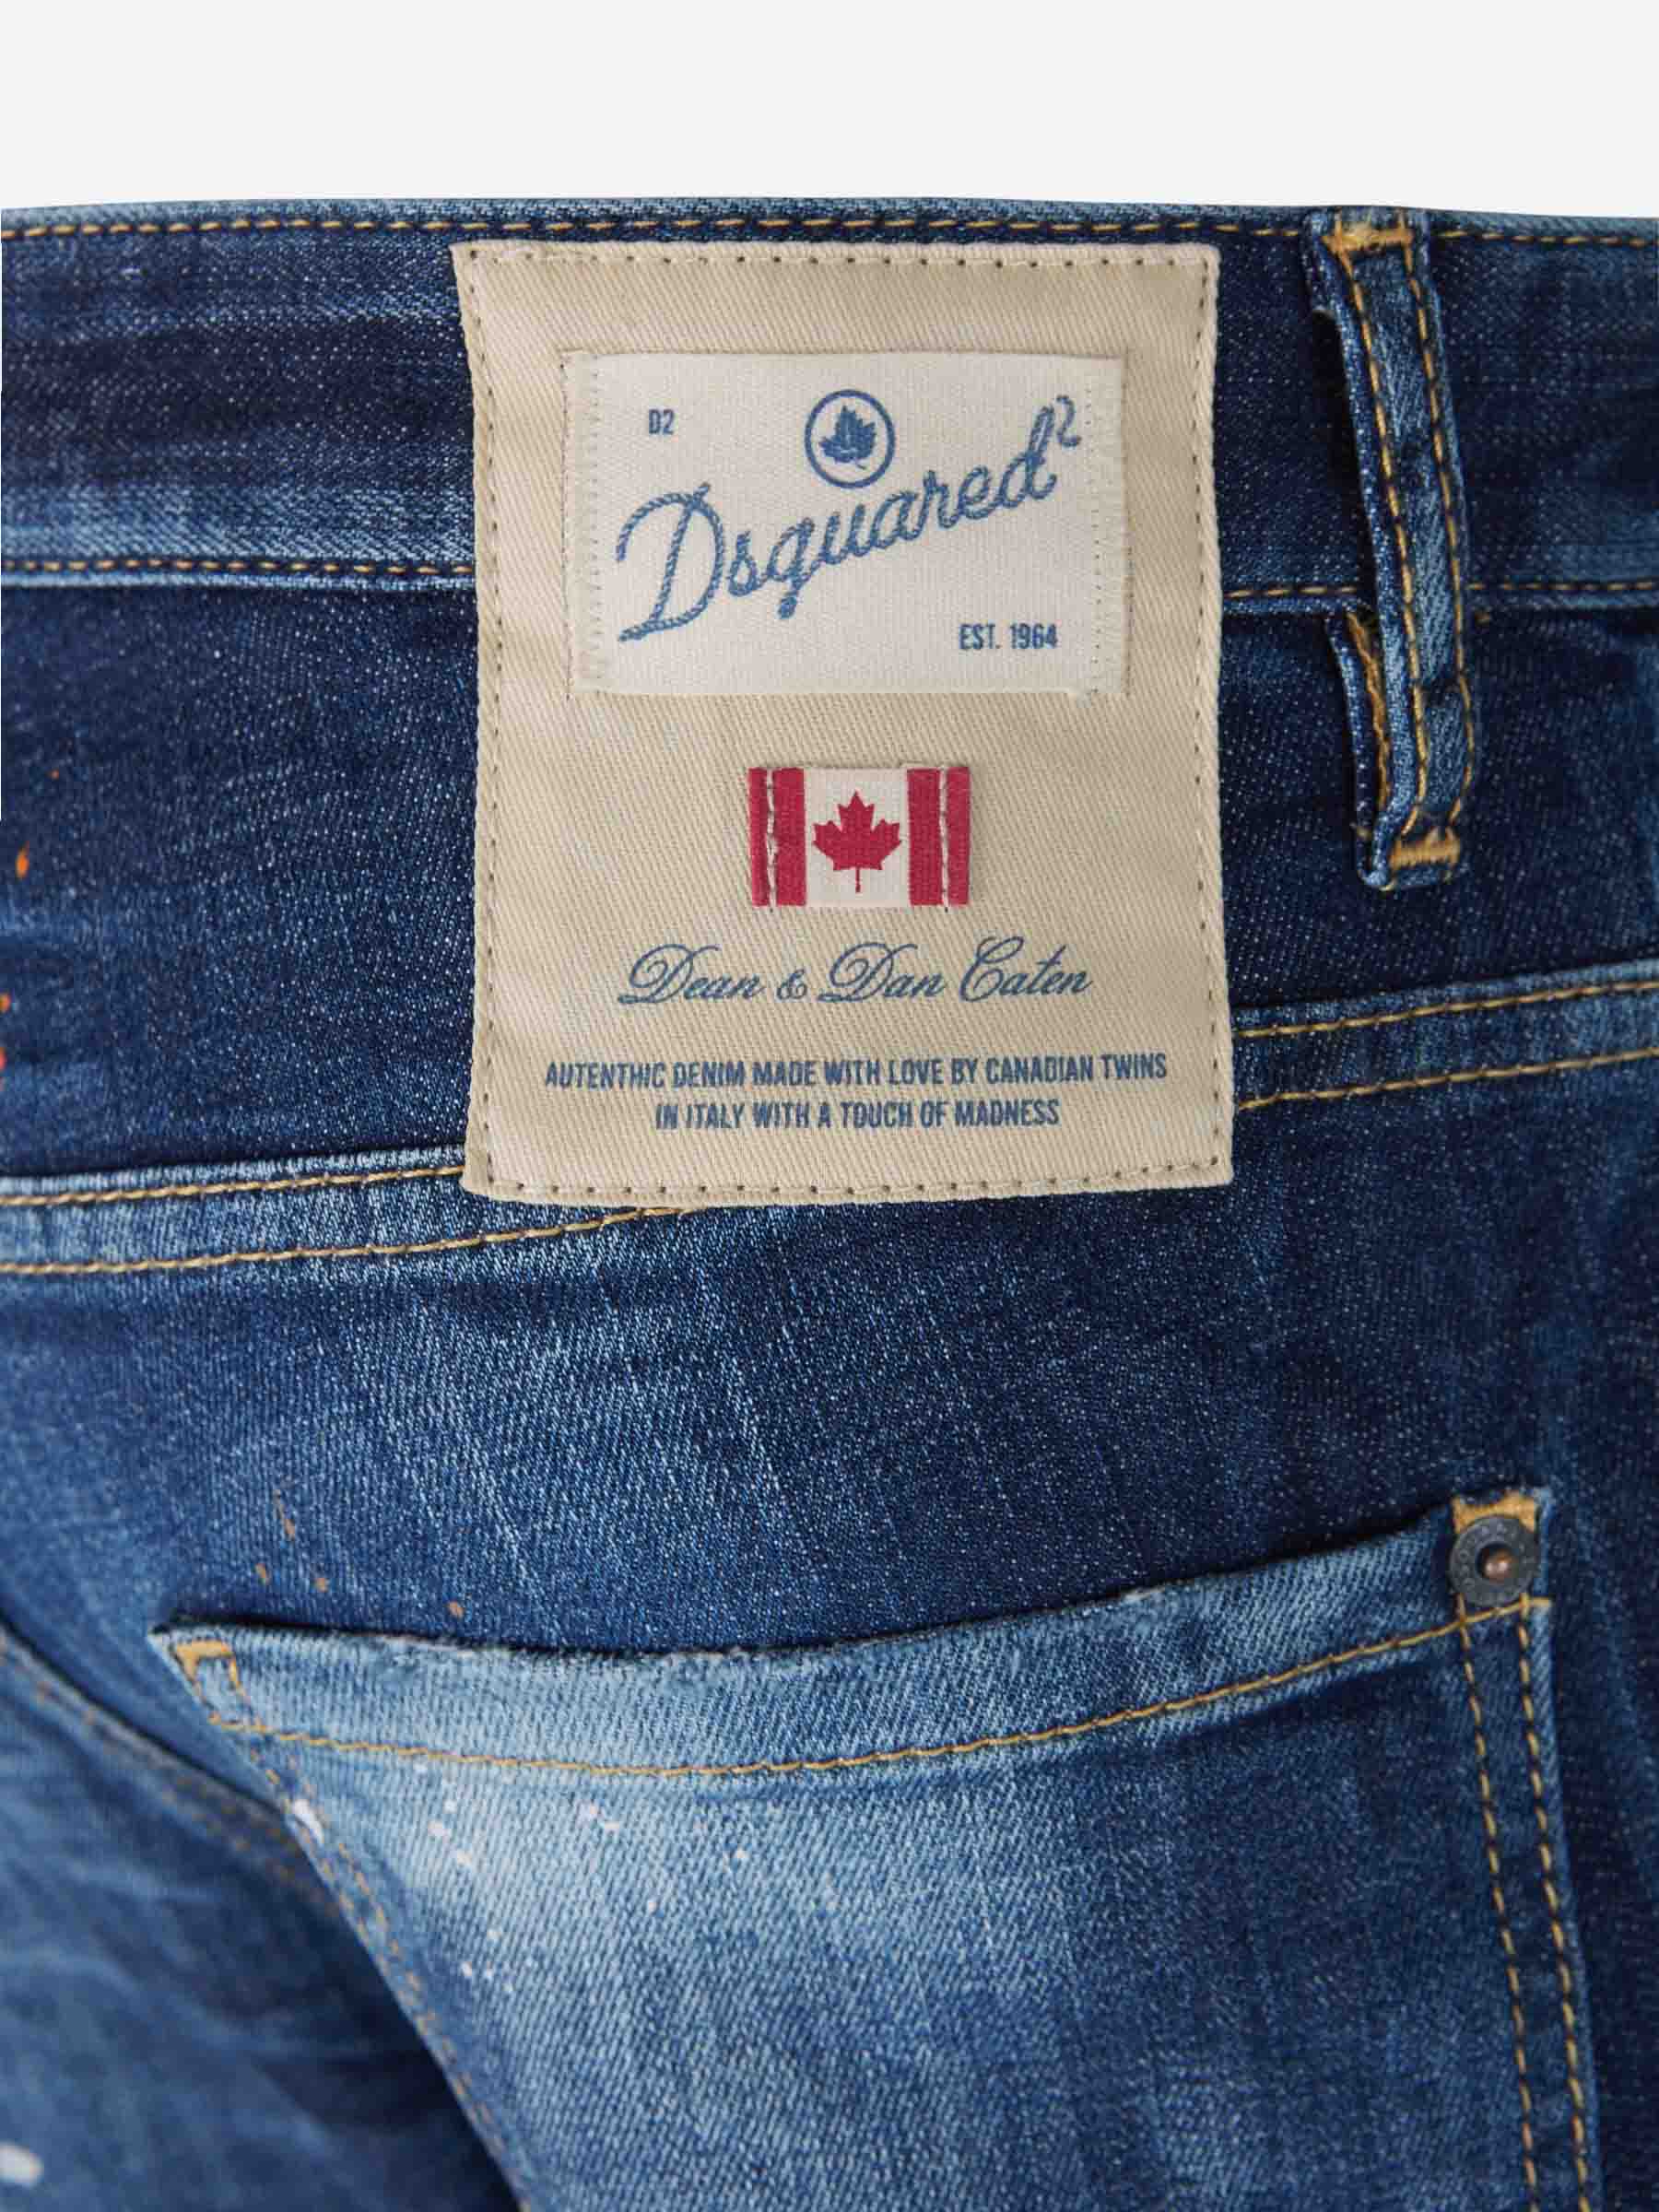 D2
Dsquared²
EST. 1964
Dean & Dan Caten
AUTENTHIC DENIM MADE WITH LOVE BY CANADIAN TWINS
IN ITALY WITH A TOUCH OF MADNESS